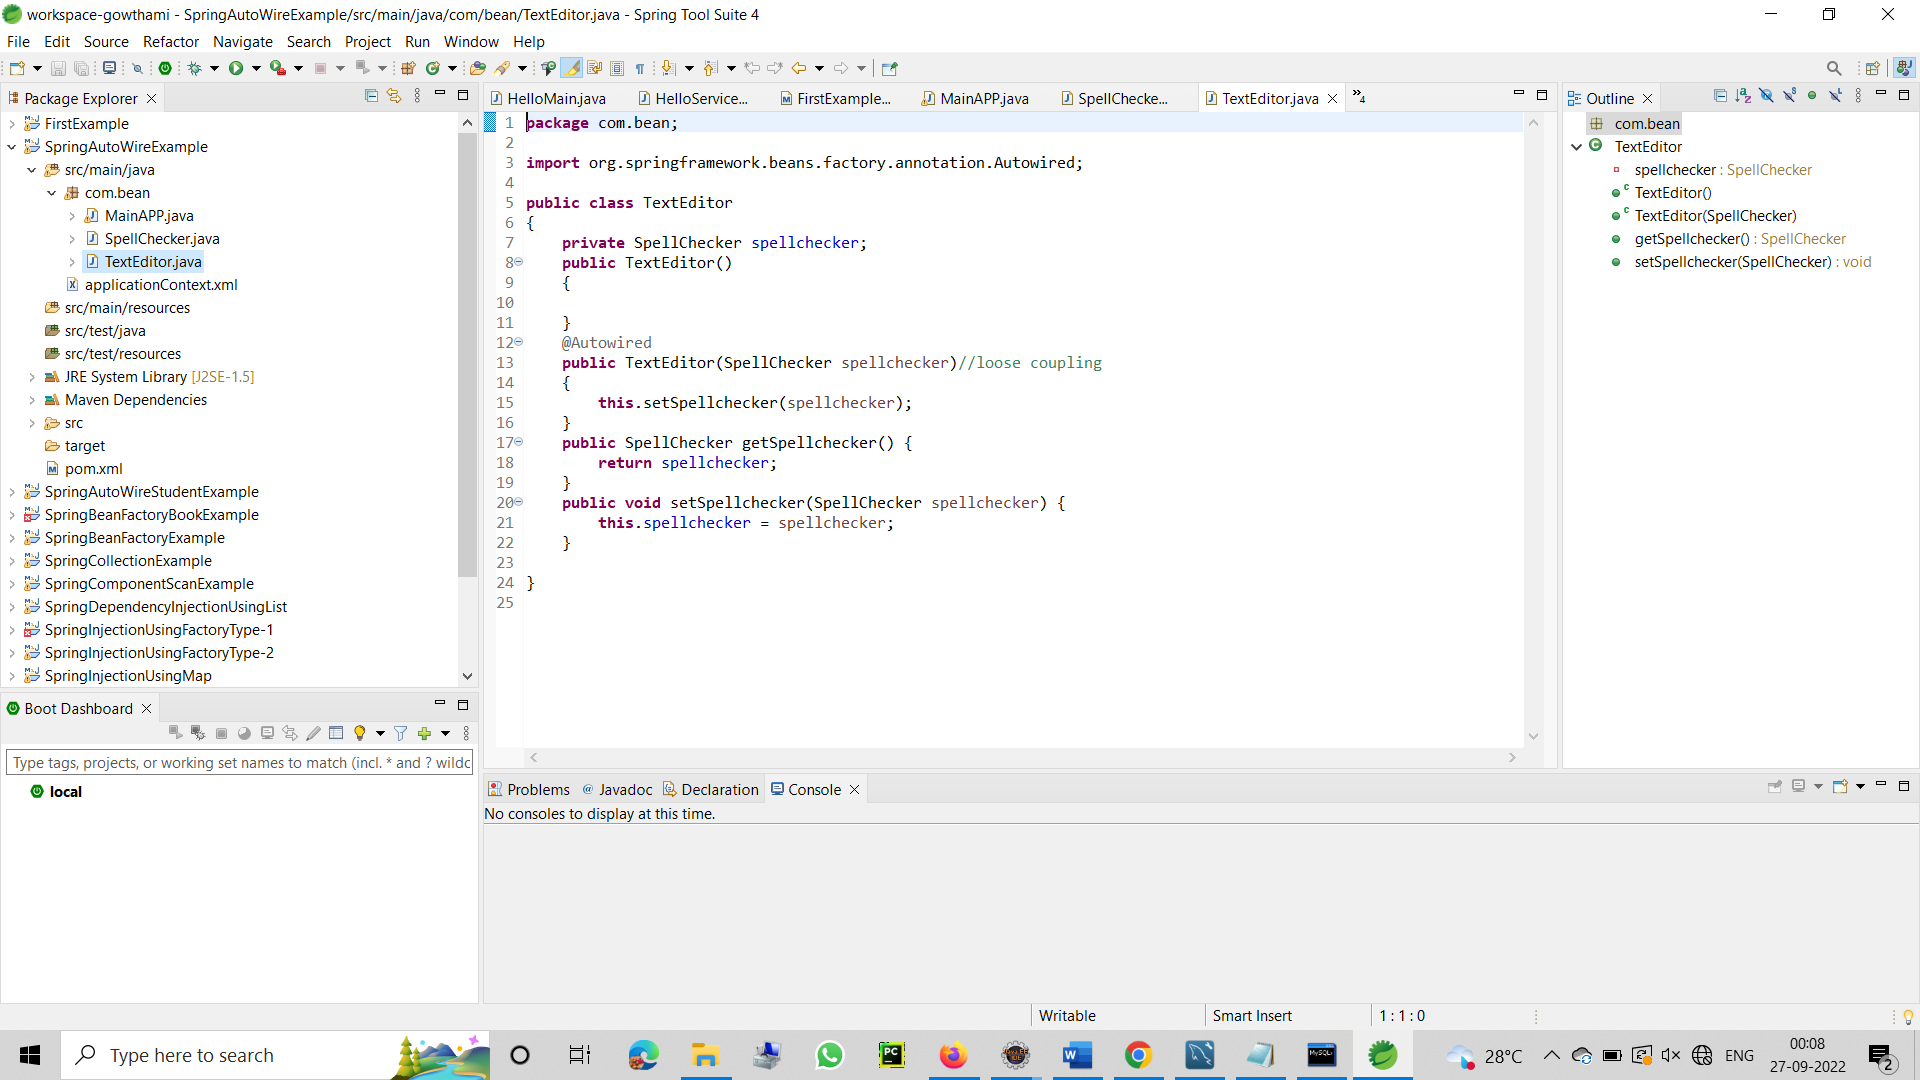 workspace-gowthami - SpringAutoWireExample/src/main/java/com/bean/TextEditor.java - Spring Tool Suite 4
File Edit Source Refactor Navigate Search Project Run Window Help
Package Explorer
FirstExample
SpringAutoWireExample
src/main/java
com.bean
MainAPP.java
SpellChecker.java
TextEditor.java
applicationContext.xml
src/main/resources
src/test/java
src/test/resources
JRE System Library [J2SE-1.5]
Maven Dependencies
src
target
pom.xml
SpringAutoWireStudentExample
SpringBeanFactoryBookExample
SpringBeanFactoryExample
SpringCollectionExample
SpringComponentScanExample
SpringDependencyInjectionUsingList
SpringInjectionUsingFactoryType-1
SpringInjectionUsingFactoryType-2
SpringInjectionUsingMap
Boot Dashboard
Type tags, projects, or working set names to match (incl. * and ? wildc
local
HelloMain.java HelloService... FirstExample... MainAPP.java SpellChecke... TextEditor.java »4
1 package com.bean;
2
3 import org.springframework.beans.factory.annotation.Autowired;
4
5 public class TextEditor
6 {
7 private SpellChecker spellchecker;
8 public TextEditor()
9 {
10
11 }
12 @Autowired
13 public TextEditor(SpellChecker spellchecker)//loose coupling
14 {
15 this.setSpellchecker(spellchecker);
16 }
17 public SpellChecker getSpellchecker() {
18 return spellchecker;
19 }
20 public void setSpellchecker(SpellChecker spellchecker) {
21 this.spellchecker = spellchecker;
22 }
23
24 }
25
Outline
com.bean
TextEditor
spellchecker : SpellChecker
TextEditor()
TextEditor(SpellChecker)
getSpellchecker() : SpellChecker
setSpellchecker(SpellChecker) : void
Problems @ Javadoc Declaration Console
No consoles to display at this time.
Writable Smart Insert 1 : 1 : 0
Type here to search
PC
MySQL
28°C ENG 00:08
27-09-2022
2